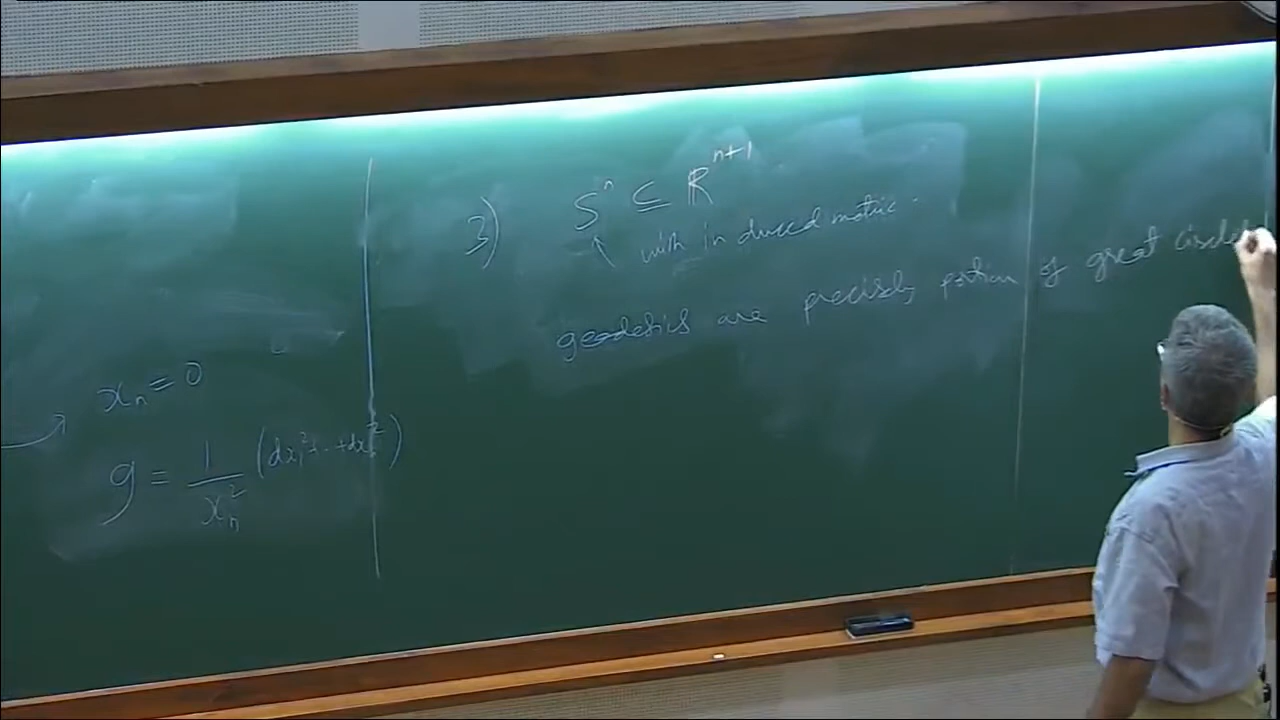 x_n = 0
g = 1/x_n^2 (dx_1^2 + ... + dx_n^2)
3) S^n ⊆ R^{n+1}
↑ with induced metric.
geodesics are precisely portion of great circles